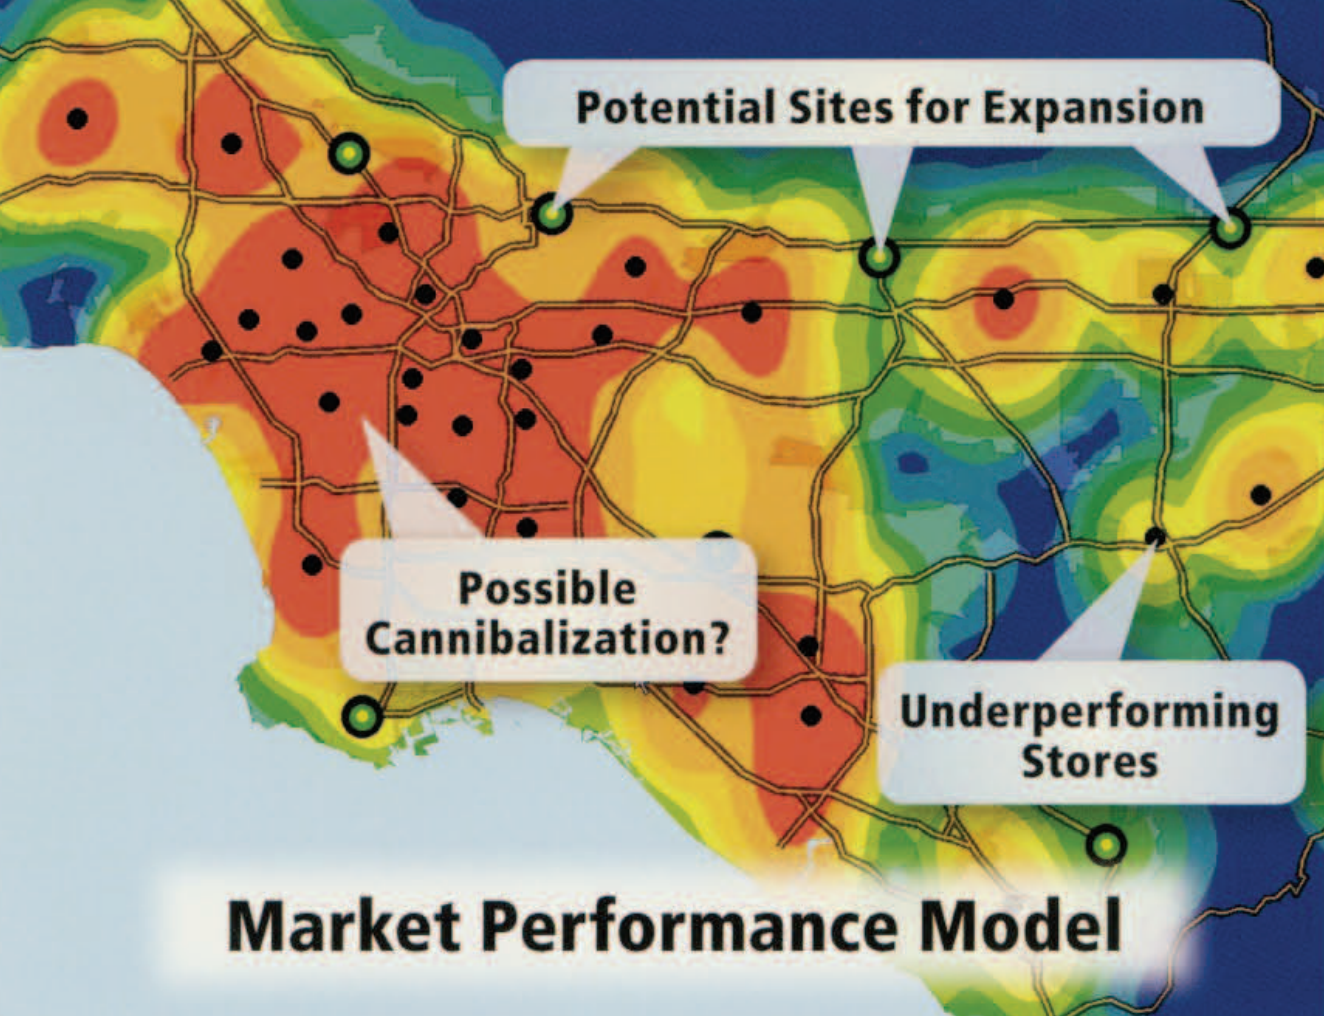 Potential Sites for Expansion
Possible
Cannibalization?
Underperforming
Stores
Market Performance Model